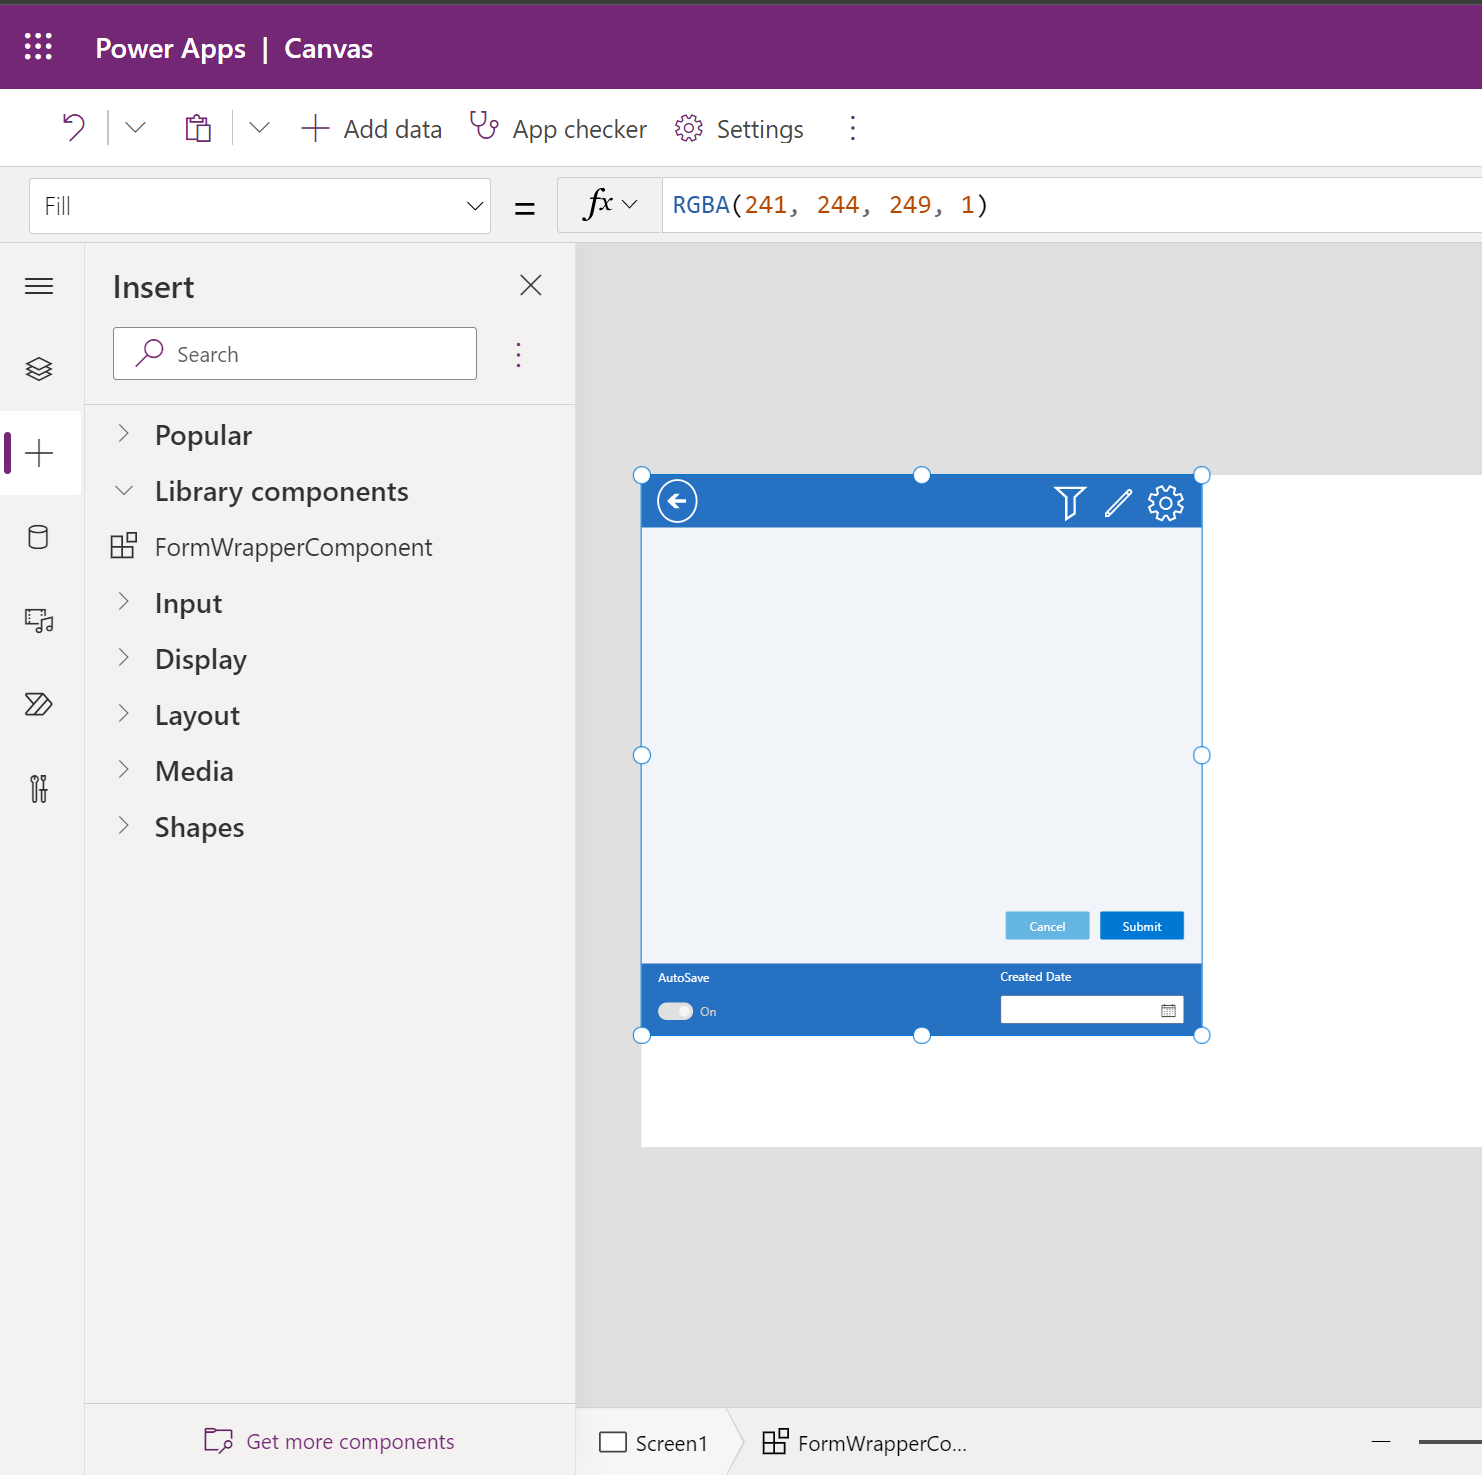 Power Apps | Canvas
Add data App checker Settings
Fill = fx RGBA(241, 244, 249, 1)
Insert
Search
Popular
Library components
FormWrapperComponent
Input
Display
Layout
Media
Shapes
Get more components
Cancel Submit
AutoSave Created Date
On
Screen1 FormWrapperCo...